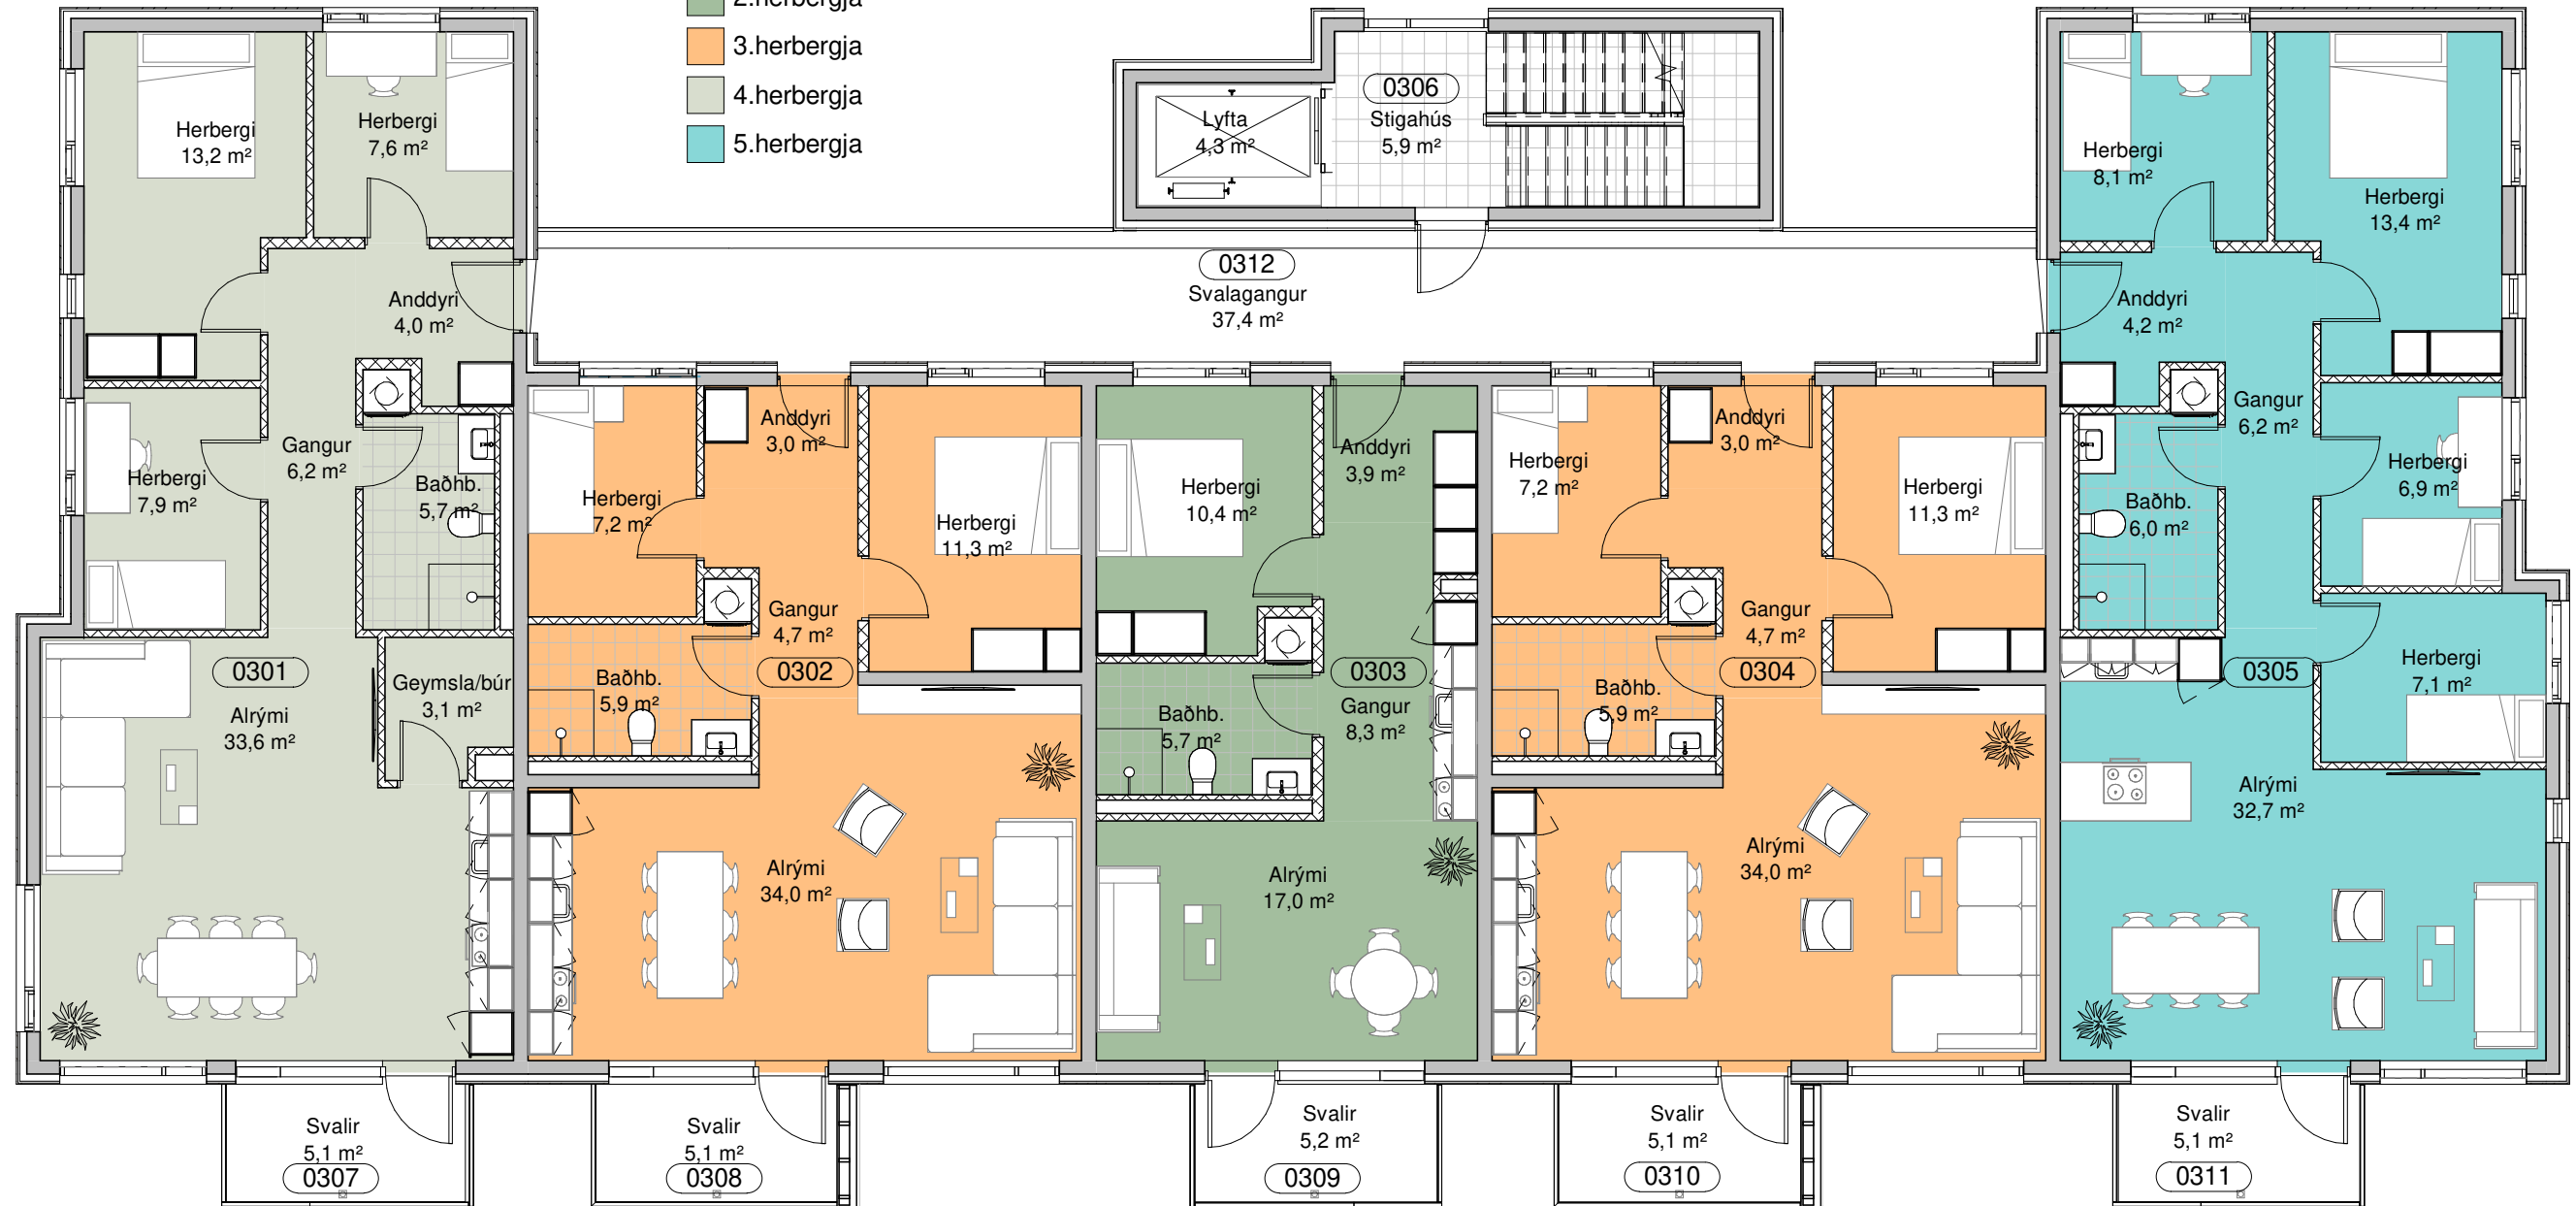 2.herbergja
3.herbergja
4.herbergja
5.herbergja
Herbergi
13,2 m²
Herbergi
7,6 m²
Anddyri
4,0 m²
Gangur
6,2 m²
Herbergi
7,9 m²
Baðhb.
5,7 m²
0301
Alrými
33,6 m²
Geymsla/búr
3,1 m²
Svalir
5,1 m²
0307
Lyfta
4,3 m²
0306
Stigahús
5,9 m²
0312
Svalagangur
37,4 m²
Herbergi
7,2 m²
Anddyri
3,0 m²
Herbergi
11,3 m²
Gangur
4,7 m²
0302
Baðhb.
5,9 m²
Alrými
34,0 m²
Svalir
5,1 m²
0308
Herbergi
10,4 m²
Anddyri
3,9 m²
0303
Gangur
8,3 m²
Baðhb.
5,7 m²
Alrými
17,0 m²
Svalir
5,2 m²
0309
Herbergi
7,2 m²
Anddyri
3,0 m²
Herbergi
11,3 m²
Gangur
4,7 m²
0304
Baðhb.
5,9 m²
Alrými
34,0 m²
Svalir
5,1 m²
0310
Herbergi
8,1 m²
Herbergi
13,4 m²
Anddyri
4,2 m²
Gangur
6,2 m²
Herbergi
6,9 m²
Baðhb.
6,0 m²
0305
Herbergi
7,1 m²
Alrými
32,7 m²
Svalir
5,1 m²
0311